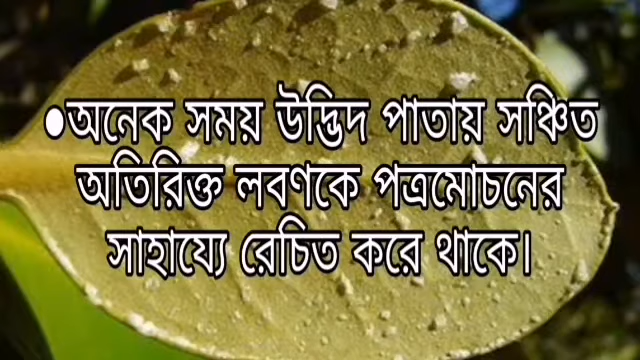 ●অনেক সময় উদ্ভিদ পাতায় সঞ্চিত
অতিরিক্ত লবণকে পত্রমোচনের
সাহায্যে রেচিত করে থাকে।